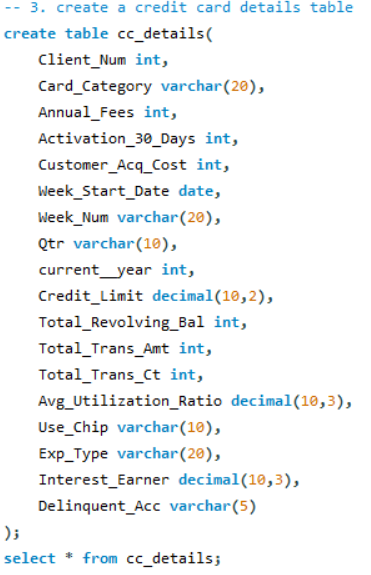 -- 3. create a credit card details table
create table cc_details(
Client_Num int,
Card_Category varchar(20),
Annual_Fees int,
Activation_30_Days int,
Customer_Acq_Cost int,
Week_Start_Date date,
Week_Num varchar(20),
Qtr varchar(10),
current__year int,
Credit_Limit decimal(10,2),
Total_Revolving_Bal int,
Total_Trans_Amt int,
Total_Trans_Ct int,
Avg_Utilization_Ratio decimal(10,3),
Use_Chip varchar(10),
Exp_Type varchar(20),
Interest_Earner decimal(10,3),
Delinquent_Acc varchar(5)
);
select * from cc_details;